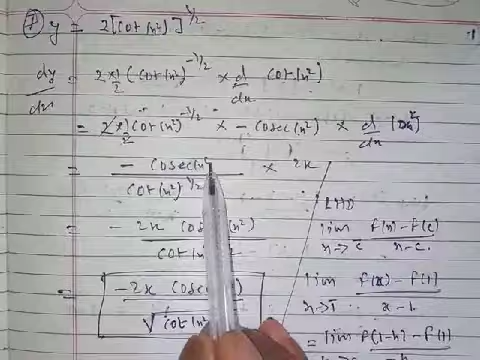 7) y = 2[cot(x²)]^1/2
dy/dx = 2×1/2 (cot(x²))^-1/2 × d/dx cot(x²)
= 2×1/2 cot(x²)^-1/2 × - cosec(x²) × d/dx [x²]
= - cosec(x² / cot(x²)^1/2 × 2x
- 2x cosec(x²) / cot(x²
= -2x cosec / √cot(x²
LHD
lim x→c f(x) - f(c) / x-c.
lim x→1 f(x) - f(1) / x-1
= lim f(1-h) - f(1)